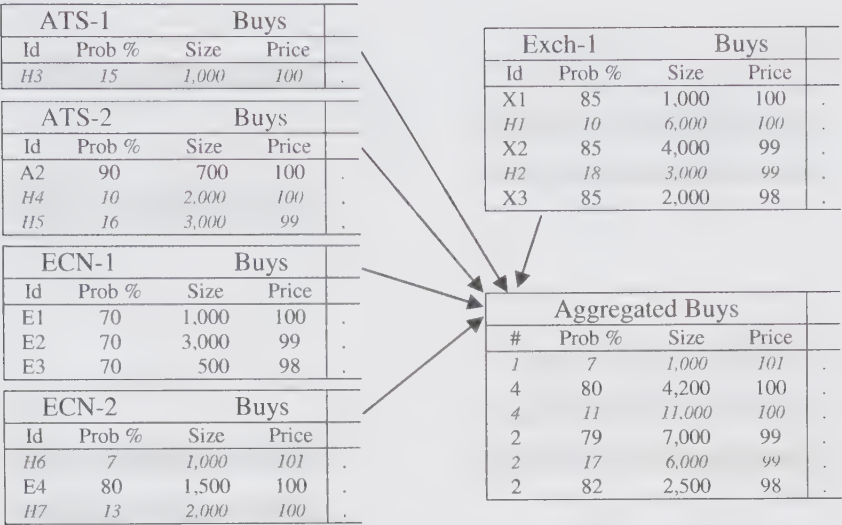 ATS-1 Buys
Id Prob % Size Price
H3 15 1,000 100 .
ATS-2 Buys
Id Prob % Size Price
A2 90 700 100 .
H4 10 2,000 100 .
H5 16 3,000 99 .
ECN-1 Buys
Id Prob % Size Price
E1 70 1,000 100 .
E2 70 3,000 99 .
E3 70 500 98 .
ECN-2 Buys
Id Prob % Size Price
H6 7 1,000 101 .
E4 80 1,500 100 .
H7 13 2,000 100 .
Exch-1 Buys
Id Prob % Size Price
X1 85 1,000 100 .
H1 10 6,000 100 .
X2 85 4,000 99 .
H2 18 3,000 99 .
X3 85 2,000 98 .
Aggregated Buys
# Prob % Size Price
1 7 1,000 101 .
4 80 4,200 100 .
4 11 11,000 100 .
2 79 7,000 99 .
2 17 6,000 99 .
2 82 2,500 98 .